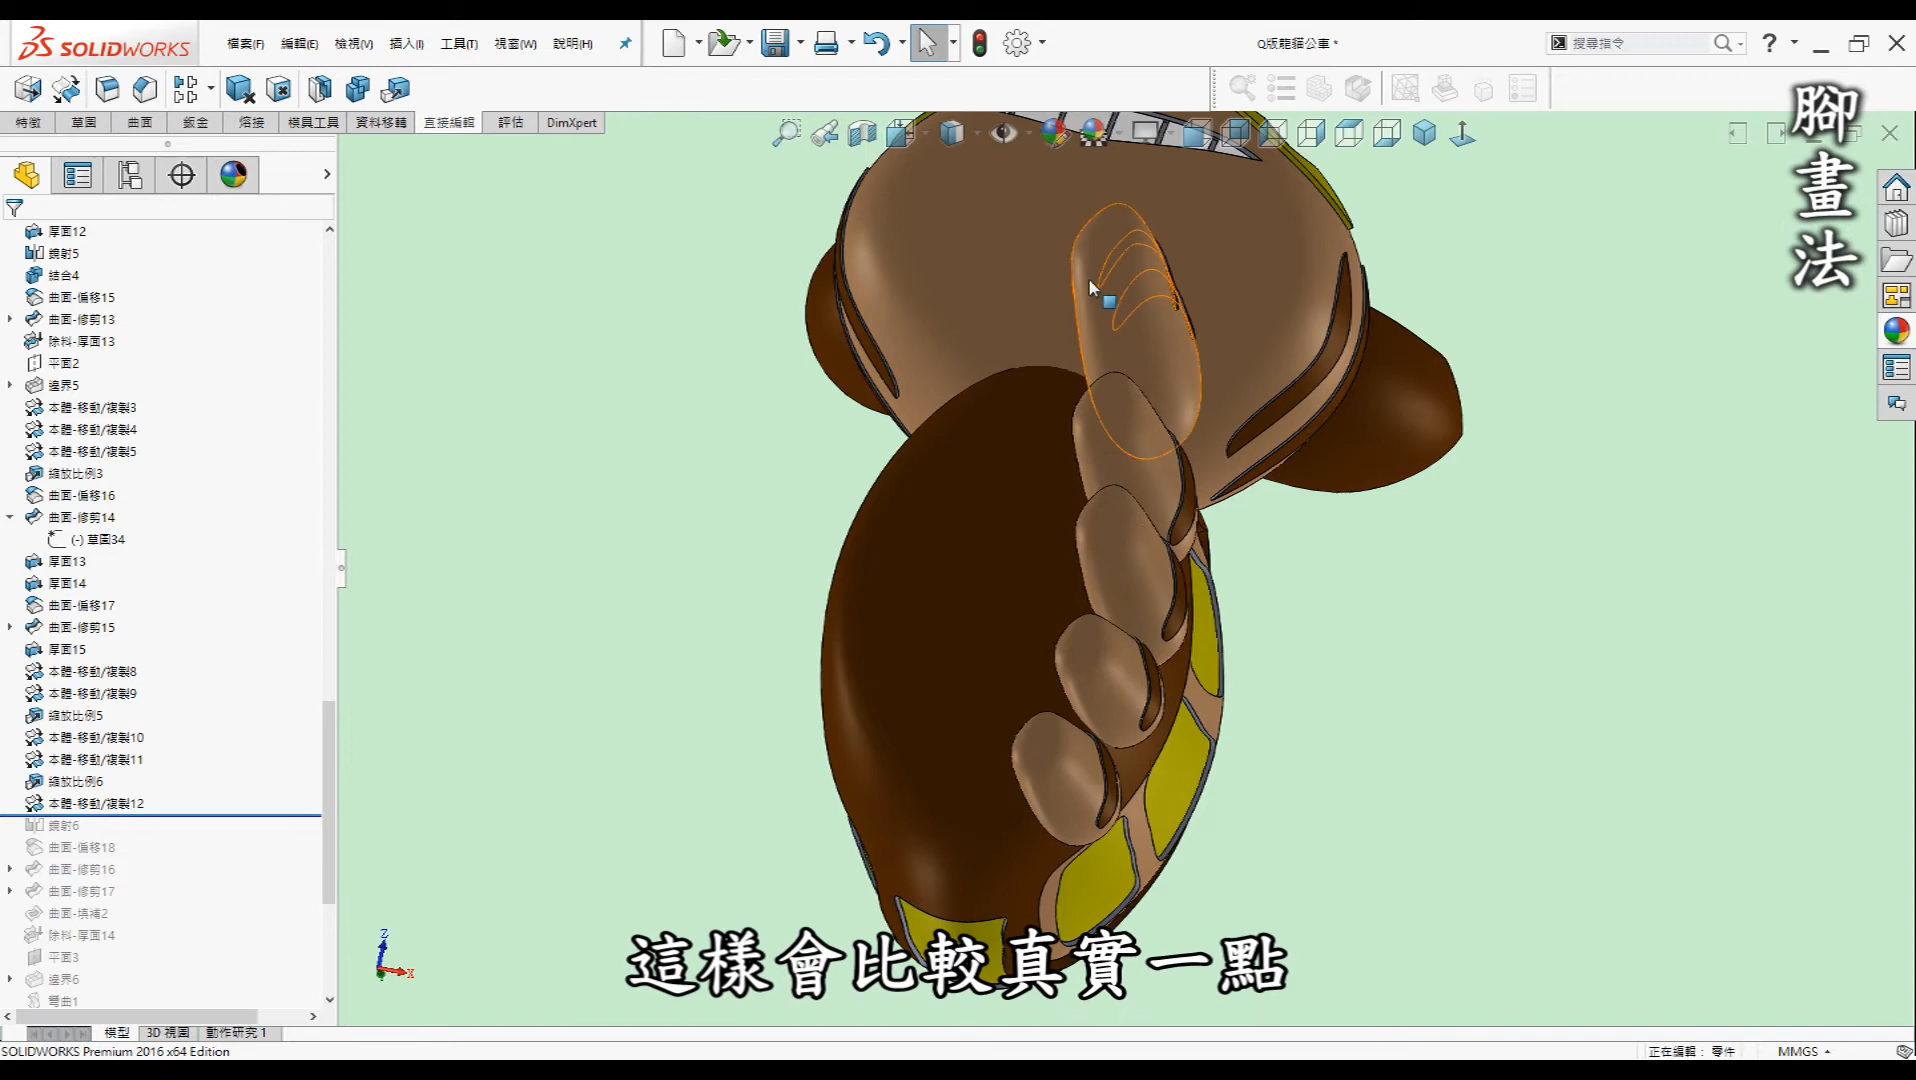 SOLIDWORKS
檔案(F)
編輯(E)
檢視(V)
插入(I)
工具(T)
視窗(W)
說明(H)
Q版龍貓公車 *
搜尋指令
特徵
草圖
曲面
鈑金
熔接
模具工具
資料移轉
直接編輯
評估
DimXpert
腳畫法
厚面12
鏡射5
結合4
曲面-偏移15
曲面-修剪13
除料-厚面13
平面2
邊界5
本體-移動/複製3
本體-移動/複製4
本體-移動/複製5
縮放比例3
曲面-偏移16
曲面-修剪14
(-) 草圖34
厚面13
厚面14
曲面-偏移17
曲面-修剪15
厚面15
本體-移動/複製8
本體-移動/複製9
縮放比例5
本體-移動/複製10
本體-移動/複製11
縮放比例6
本體-移動/複製12
鏡射6
曲面-偏移18
曲面-修剪16
曲面-修剪17
曲面-填補2
除料-厚面14
平面3
邊界6
彎曲1
Z
X
這樣會比較真實一點
模型
3D 視圖
動作研究 1
SOLIDWORKS Premium 2016 x64 Edition
正在編輯： 零件
MMGS